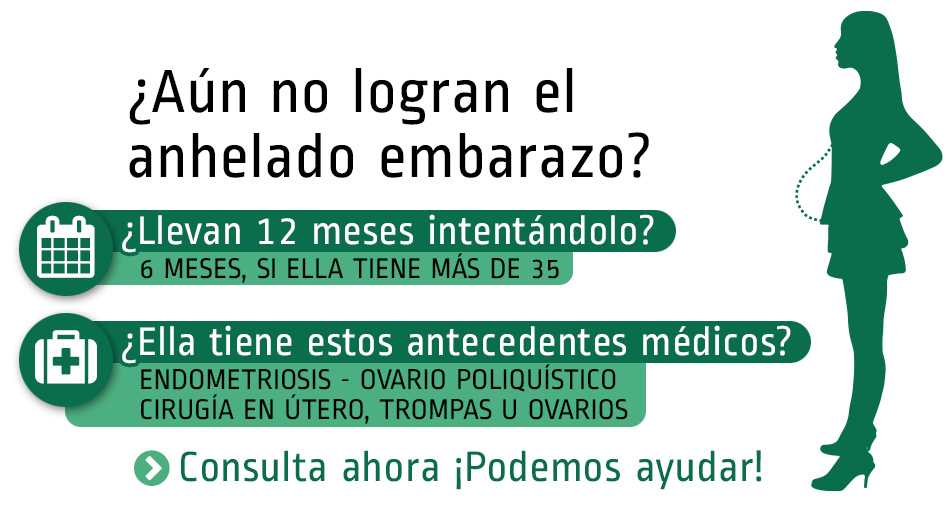 ¿Aún no logran el
anhelado embarazo?
¿Llevan 12 meses intentándolo?
6 MESES, SI ELLA TIENE MÁS DE 35
¿Ella tiene estos antecedentes médicos?
ENDOMETRIOSIS - OVARIO POLIQUÍSTICO
CIRUGÍA EN ÚTERO, TROMPAS U OVARIOS
Consulta ahora ¡Podemos ayudar!